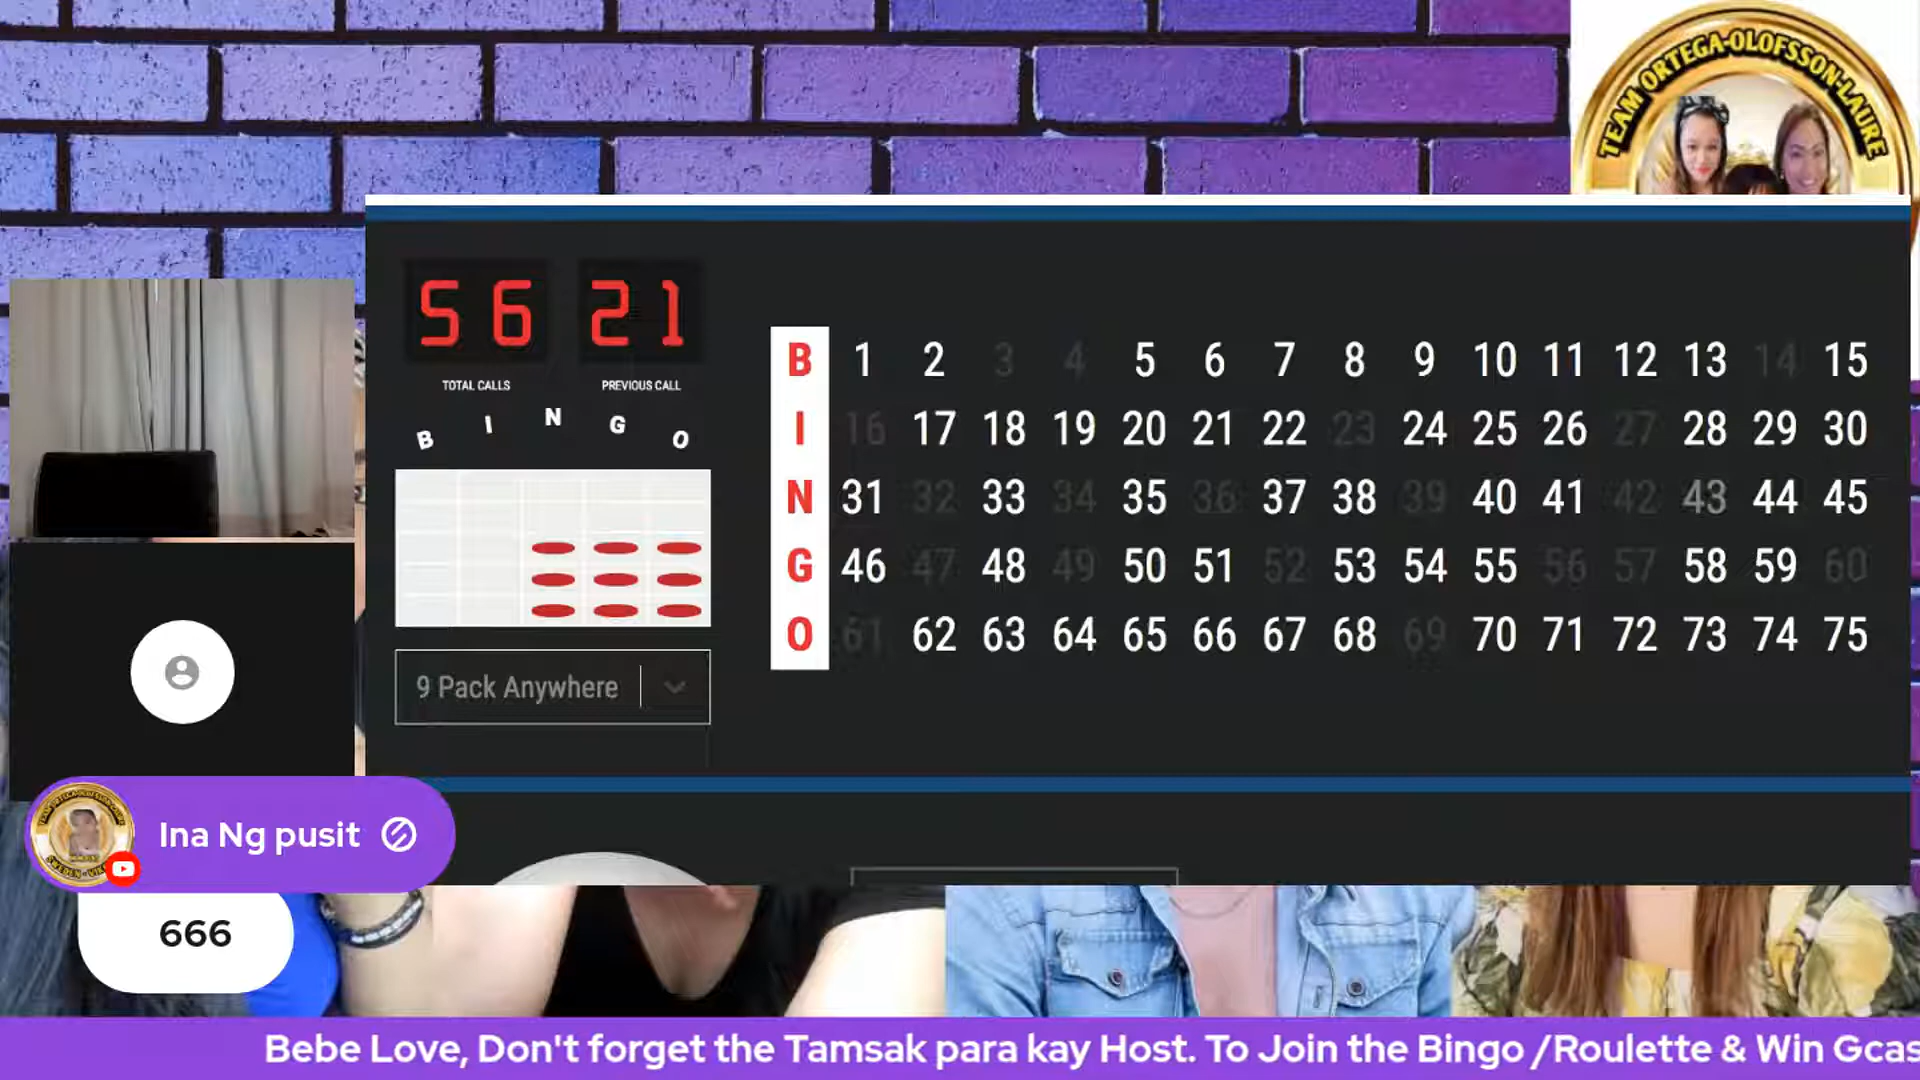 TEAM ORTEGA-OLOFSSON-LAURE
56 21
TOTAL CALLS PREVIOUS CALL
B I N G O
9 Pack Anywhere
B 1 2 3 4 5 6 7 8 9 10 11 12 13 14 15
I 16 17 18 19 20 21 22 23 24 25 26 27 28 29 30
N 31 32 33 34 35 36 37 38 39 40 41 42 43 44 45
G 46 47 48 49 50 51 52 53 54 55 56 57 58 59 60
O 61 62 63 64 65 66 67 68 69 70 71 72 73 74 75
Ina Ng pusit
666
Bebe Love, Don't forget the Tamsak para kay Host. To Join the Bingo /Roulette & Win Gcas